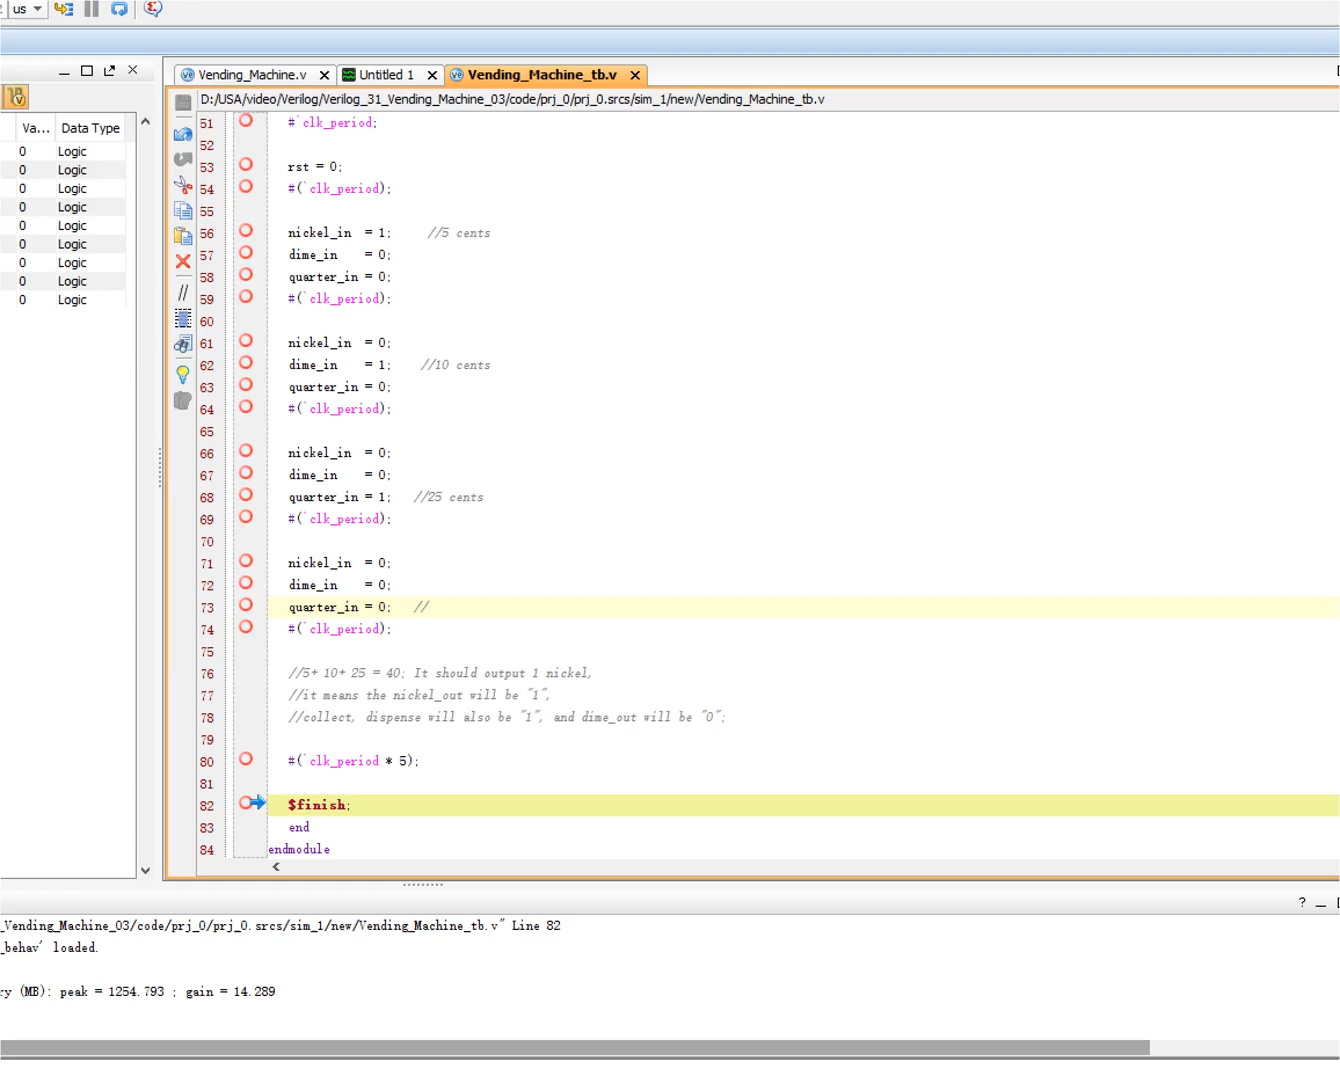 us
Vending_Machine.v
Untitled 1
Vending_Machine_tb.v
D:/USA/video/Verilog/Verilog_31_Vending_Machine_03/code/prj_0/prj_0.srcs/sim_1/new/Vending_Machine_tb.v
Va... Data Type
0 Logic
0 Logic
0 Logic
0 Logic
0 Logic
0 Logic
0 Logic
0 Logic
0 Logic
51 #`clk_period;
52
53 rst = 0;
54 #(`clk_period);
55
56 nickel_in = 1; //5 cents
57 dime_in = 0;
58 quarter_in = 0;
59 #(`clk_period);
60
61 nickel_in = 0;
62 dime_in = 1; //10 cents
63 quarter_in = 0;
64 #(`clk_period);
65
66 nickel_in = 0;
67 dime_in = 0;
68 quarter_in = 1; //25 cents
69 #(`clk_period);
70
71 nickel_in = 0;
72 dime_in = 0;
73 quarter_in = 0; //
74 #(`clk_period);
75
76 //5+ 10+ 25 = 40; It should output 1 nickel,
77 //it means the nickel_out will be "1",
78 //collect, dispense will also be "1", and dime_out will be "0";
79
80 #(`clk_period * 5);
81
82 $finish;
83 end
84 endmodule
_Vending_Machine_03/code/prj_0/prj_0.srcs/sim_1/new/Vending_Machine_tb.v" Line 82
_behav' loaded.
ry (MB): peak = 1254.793 ; gain = 14.289